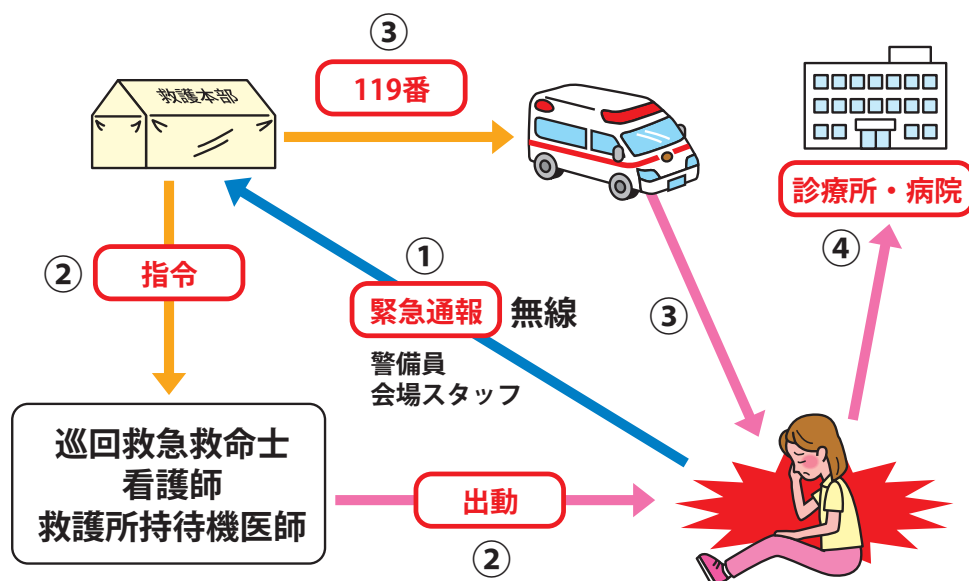 ③
119番
救護本部
診療所・病院
②
指令
①
緊急通報 無線
警備員
会場スタッフ
③
④
巡回救急救命士
看護師
救護所持待機医師
出動
②